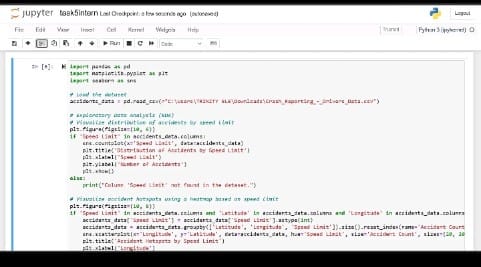 jupyter task5intern Last Checkpoint: a few seconds ago (autosaved)
Logout
File Edit View Insert Cell Kernel Widgets Help
Trusted
Python 3 (ipykernel)
Run
Code
import pandas as pd
import matplotlib.pyplot as plt
import seaborn as sns
# Load the dataset
accidents_data = pd.read_csv(r"C:\Users\TRINITY \Downloads\Crash_Reporting_-_Drivers_Data.csv")
# Exploratory Data Analysis (EDA)
# Visualize distribution of accidents by speed limit
plt.figure(figsize=(10, 6))
if 'Speed Limit' in accidents_data.columns:
sns.countplot(x='Speed Limit', data=accidents_data)
plt.title('Distribution of Accidents by Speed Limit')
plt.xlabel('Speed Limit')
plt.ylabel('Number of Accidents')
plt.show()
else:
print("Column 'Speed Limit' not found in the dataset.")
# Visualize accident hotspots using a heatmap based on speed limit
plt.figure(figsize=(10, 8))
if 'Speed Limit' in accidents_data.columns and 'Latitude' in accidents_data.columns and 'Longitude' in accidents_data.columns
accidents_data['Speed Limit'] = accidents_data['Speed Limit'].astype(int)
accidents_data = accidents_data.groupby(['Latitude', 'Longitude', 'Speed Limit']).size().reset_index(name='Accident Count
sns.scatterplot(x='Longitude', y='Latitude', data=accidents_data, hue='Speed Limit', size='Accident Count', sizes=(20, 20
plt.title('Accident Hotspots by Speed Limit')
plt.xlabel('Longitude')